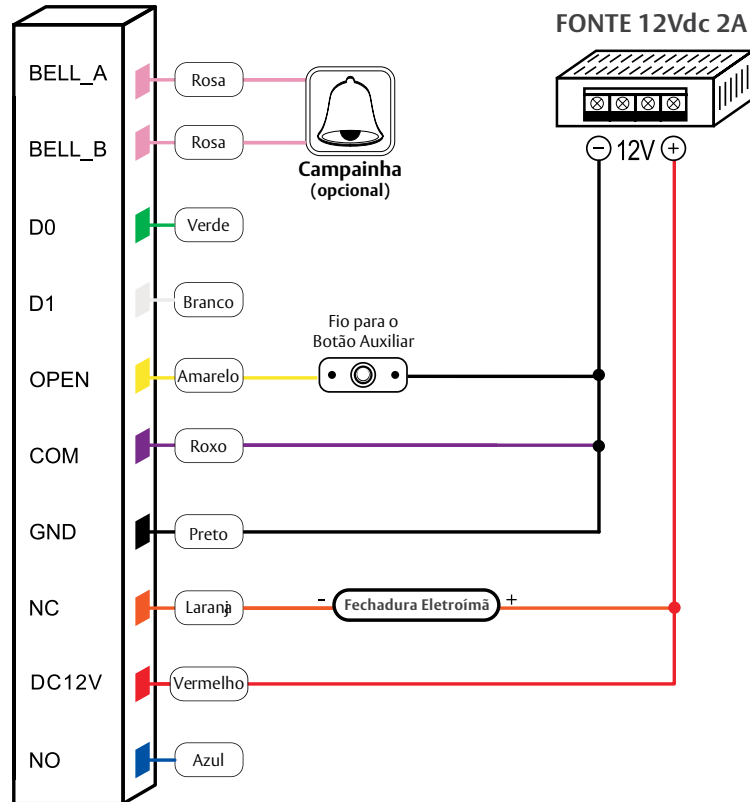 FONTE 12Vdc 2A
BELL_A
Rosa
BELL_B
Rosa
Campainha
(opcional)
- 12V +
D0
Verde
D1
Branco
Fio para o
Botão Auxiliar
OPEN
Amarelo
COM
Roxo
GND
Preto
NC
Laranja
- Fechadura Eletroímã +
DC12V
Vermelho
NO
Azul